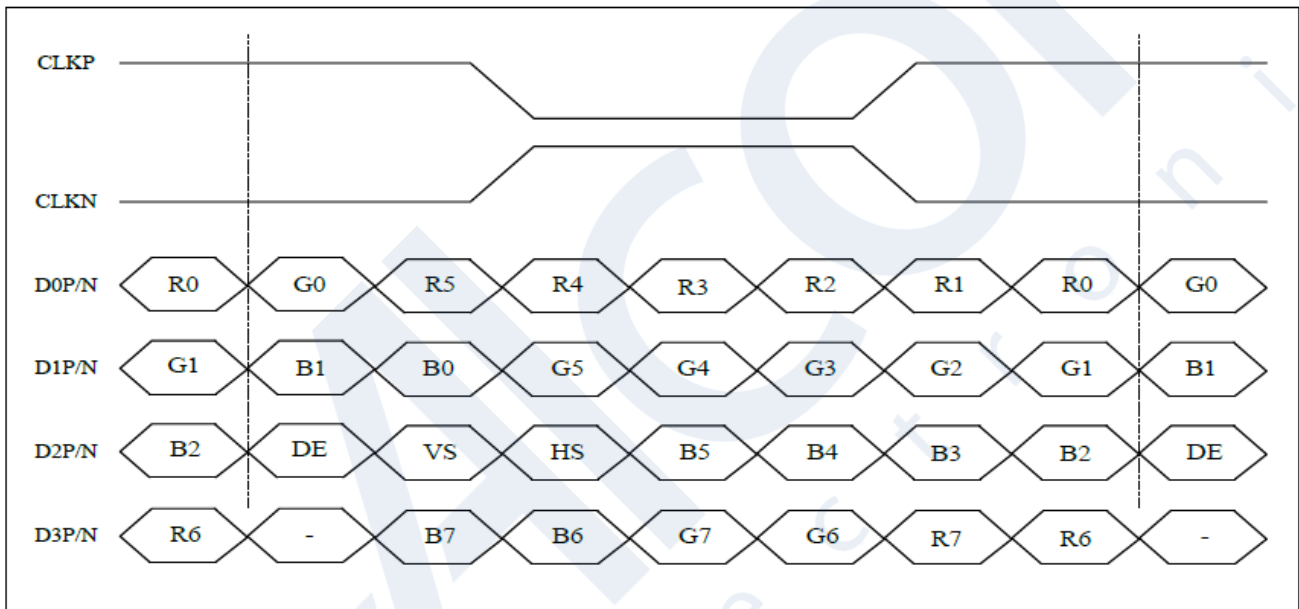 CLKP
CLKN
D0P/N R0 G0 R5 R4 R3 R2 R1 R0 G0
D1P/N G1 B1 B0 G5 G4 G3 G2 G1 B1
D2P/N B2 DE VS HS B5 B4 B3 B2 DE
D3P/N R6 - B7 B6 G7 G6 R7 R6 -